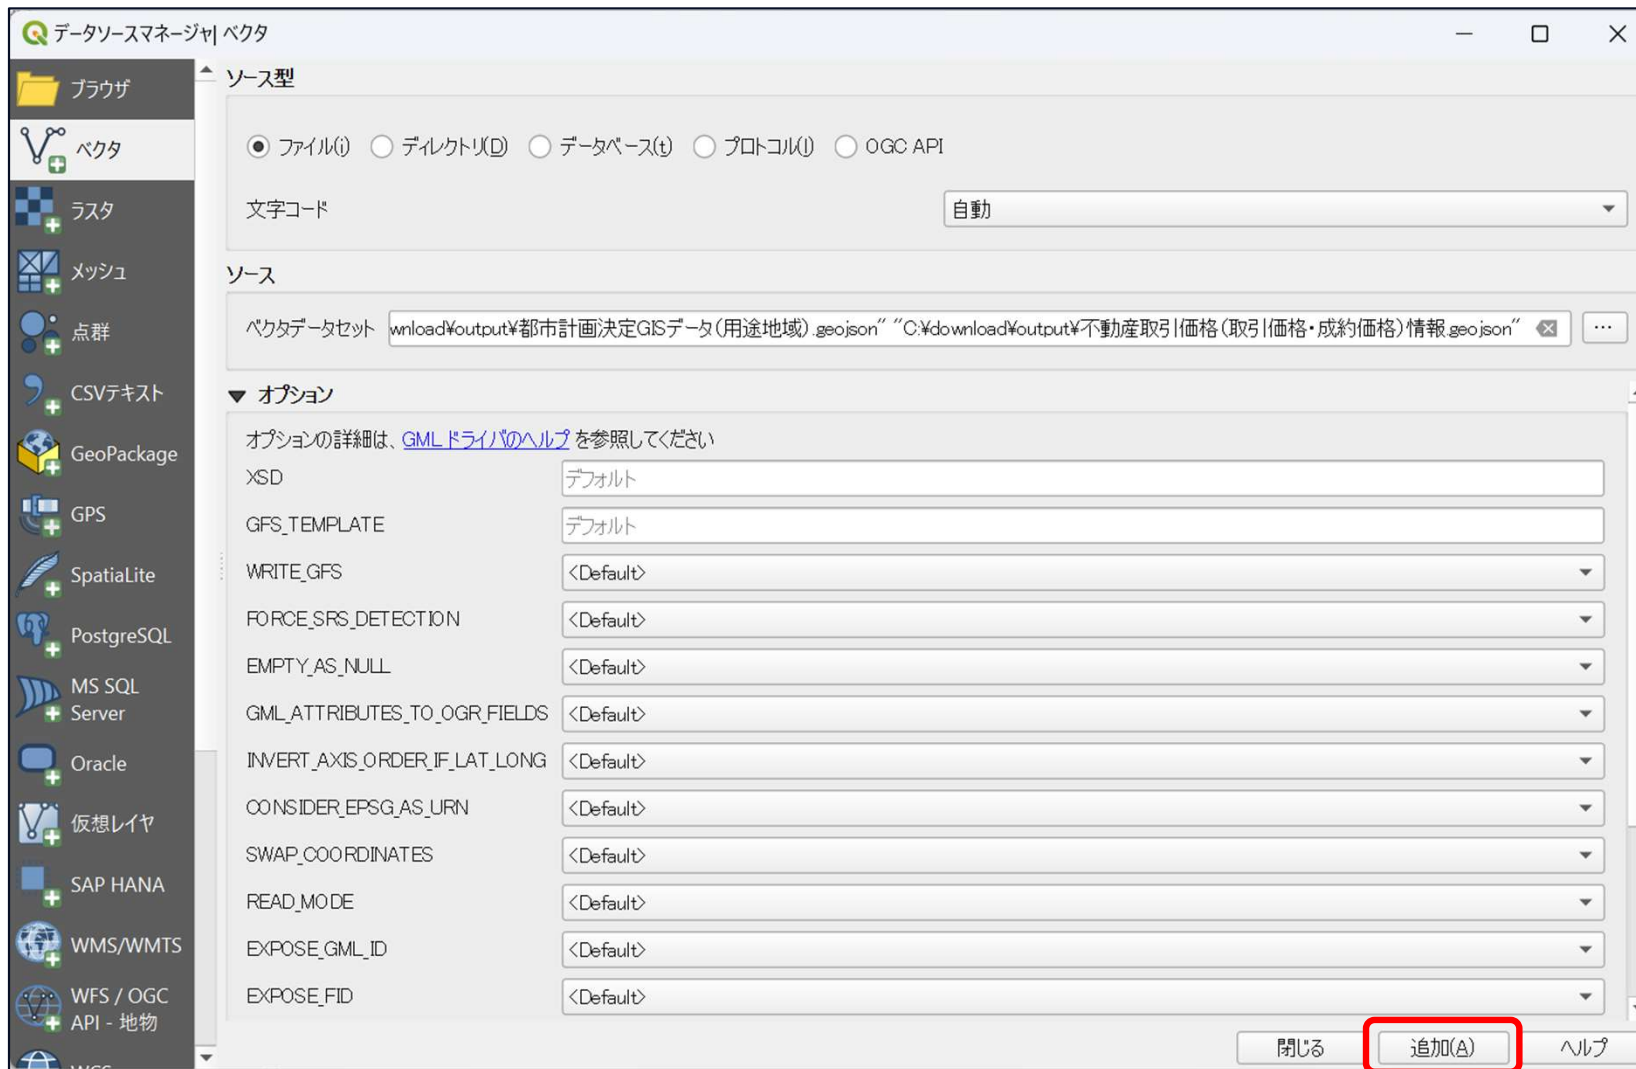 データソースマネージャ| ベクタ
ブラウザ
ベクタ
ラスタ
メッシュ
点群
CSVテキスト
GeoPackage
GPS
SpatiaLite
PostgreSQL
MS SQL
Server
Oracle
仮想レイヤ
SAP HANA
WMS/WMTS
WFS / OGC
API - 地物
ソース型
ファイル(i) ディレクトリ(D) データベース(t) プロトコル(l) OGC API
文字コード 自動
ソース
ベクタデータセット wnload¥output¥都市計画決定GISデータ(用途地域).geojson" "C:¥download¥output¥不動産取引価格(取引価格・成約価格)情報.geojson" ...
▼ オプション
オプションの詳細は、GML ドライバのヘルプ を参照してください
XSD デフォルト
GFS_TEMPLATE デフォルト
WRITE_GFS <Default>
FORCE_SRS_DETECTION <Default>
EMPTY_AS_NULL <Default>
GML_ATTRIBUTES_TO_OGR_FIELDS <Default>
INVERT_AXIS_ORDER_IF_LAT_LONG <Default>
CONSIDER_EPSG_AS_URN <Default>
SWAP_COORDINATES <Default>
READ_MODE <Default>
EXPOSE_GML_ID <Default>
EXPOSE_FID <Default>
閉じる 追加(A) ヘルプ